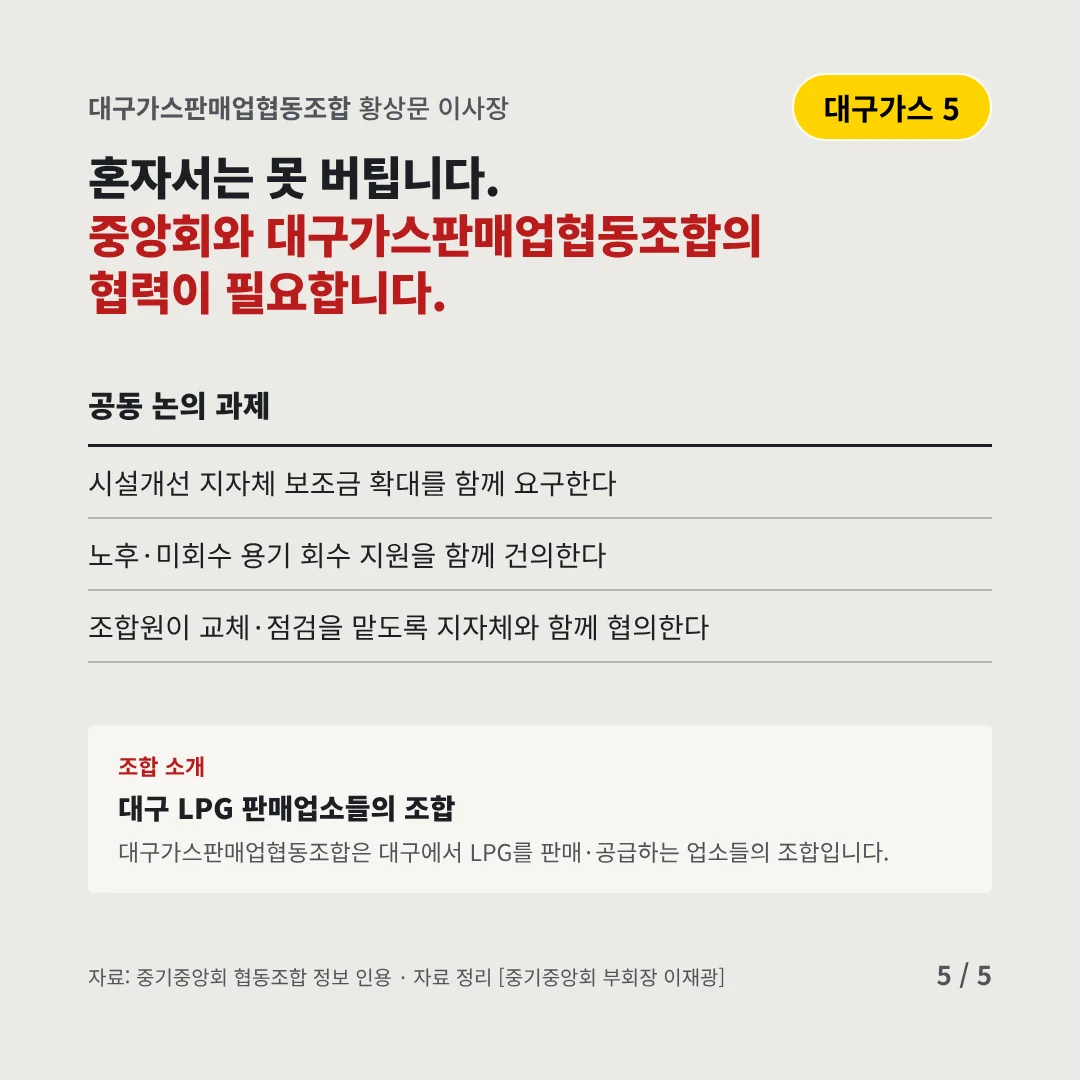 대구가스판매업협동조합 황상문 이사장
대구가스 5
혼자서는 못 버팁니다.
중앙회와 대구가스판매업협동조합의
협력이 필요합니다.
공동 논의 과제
시설개선 지자체 보조금 확대를 함께 요구한다
노후·미회수 용기 회수 지원을 함께 건의한다
조합원이 교체·점검을 맡도록 지자체와 함께 협의한다
조합 소개
대구 LPG 판매업소들의 조합
대구가스판매업협동조합은 대구에서 LPG를 판매·공급하는 업소들의 조합입니다.
자료: 중기중앙회 협동조합 정보 인용 · 자료 정리 [중기중앙회 부회장 이재광]
5 / 5